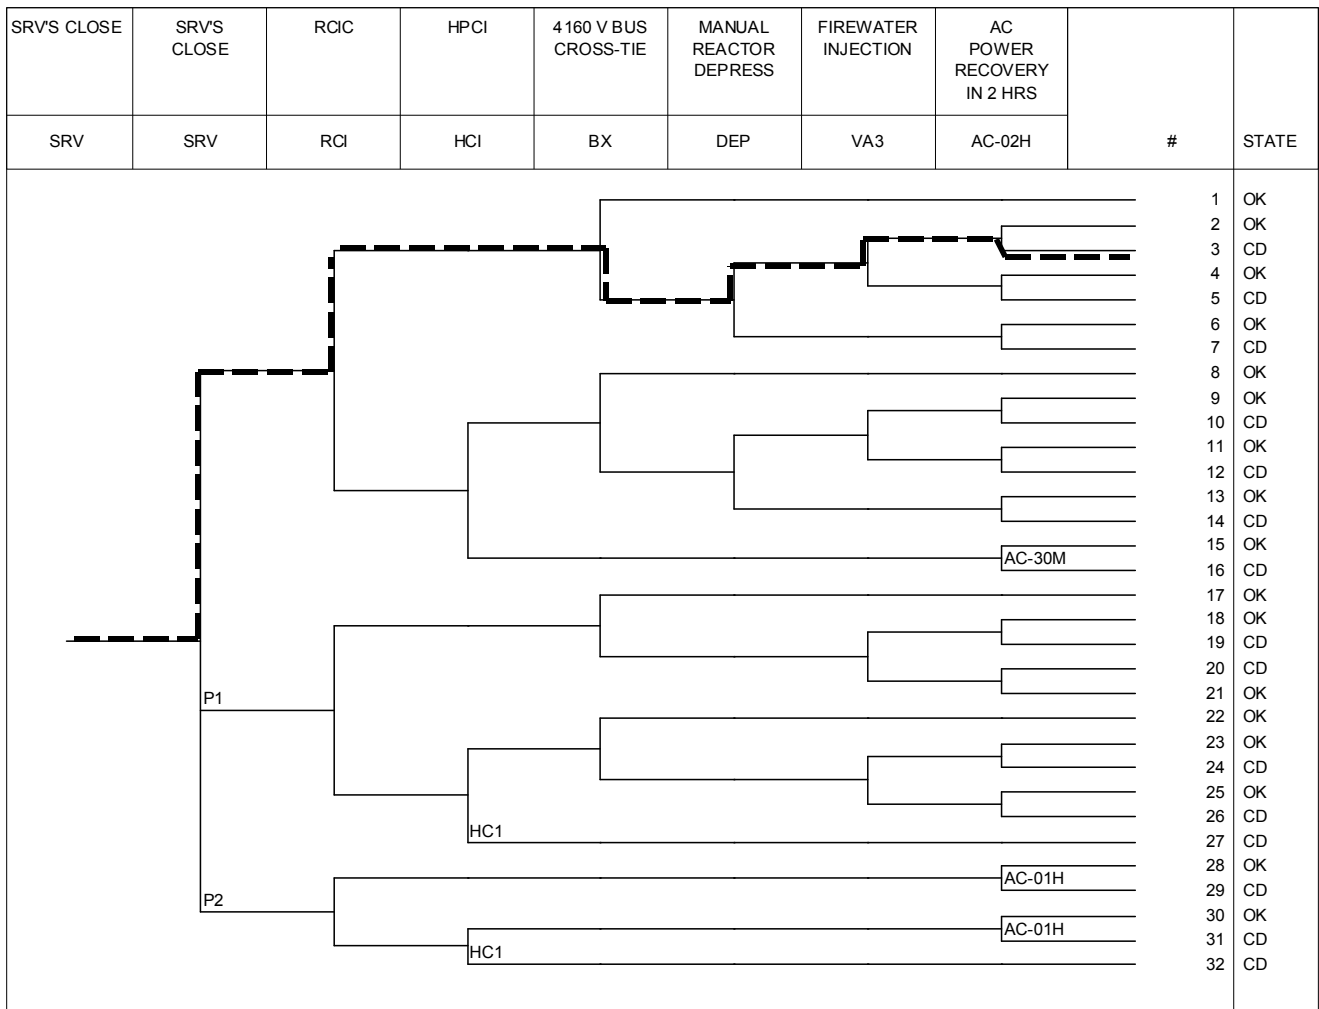 SRV'S CLOSE
SRV'S
CLOSE
RCIC
HPCI
4160 V BUS
CROSS-TIE
MANUAL
REACTOR
DEPRESS
FIREWATER
INJECTION
AC
POWER
RECOVERY
IN 2 HRS
SRV
SRV
RCI
HCI
BX
DEP
VA3
AC-02H
#
STATE
1 OK
2 OK
3 CD
4 OK
5 CD
6 OK
7 CD
8 OK
9 OK
10 CD
11 OK
12 CD
13 OK
14 CD
15 OK
AC-30M
16 CD
17 OK
18 OK
19 CD
20 CD
21 OK
P1
22 OK
23 OK
24 CD
25 OK
26 CD
HC1
27 CD
28 OK
AC-01H
29 CD
P2
30 OK
AC-01H
31 CD
HC1
32 CD